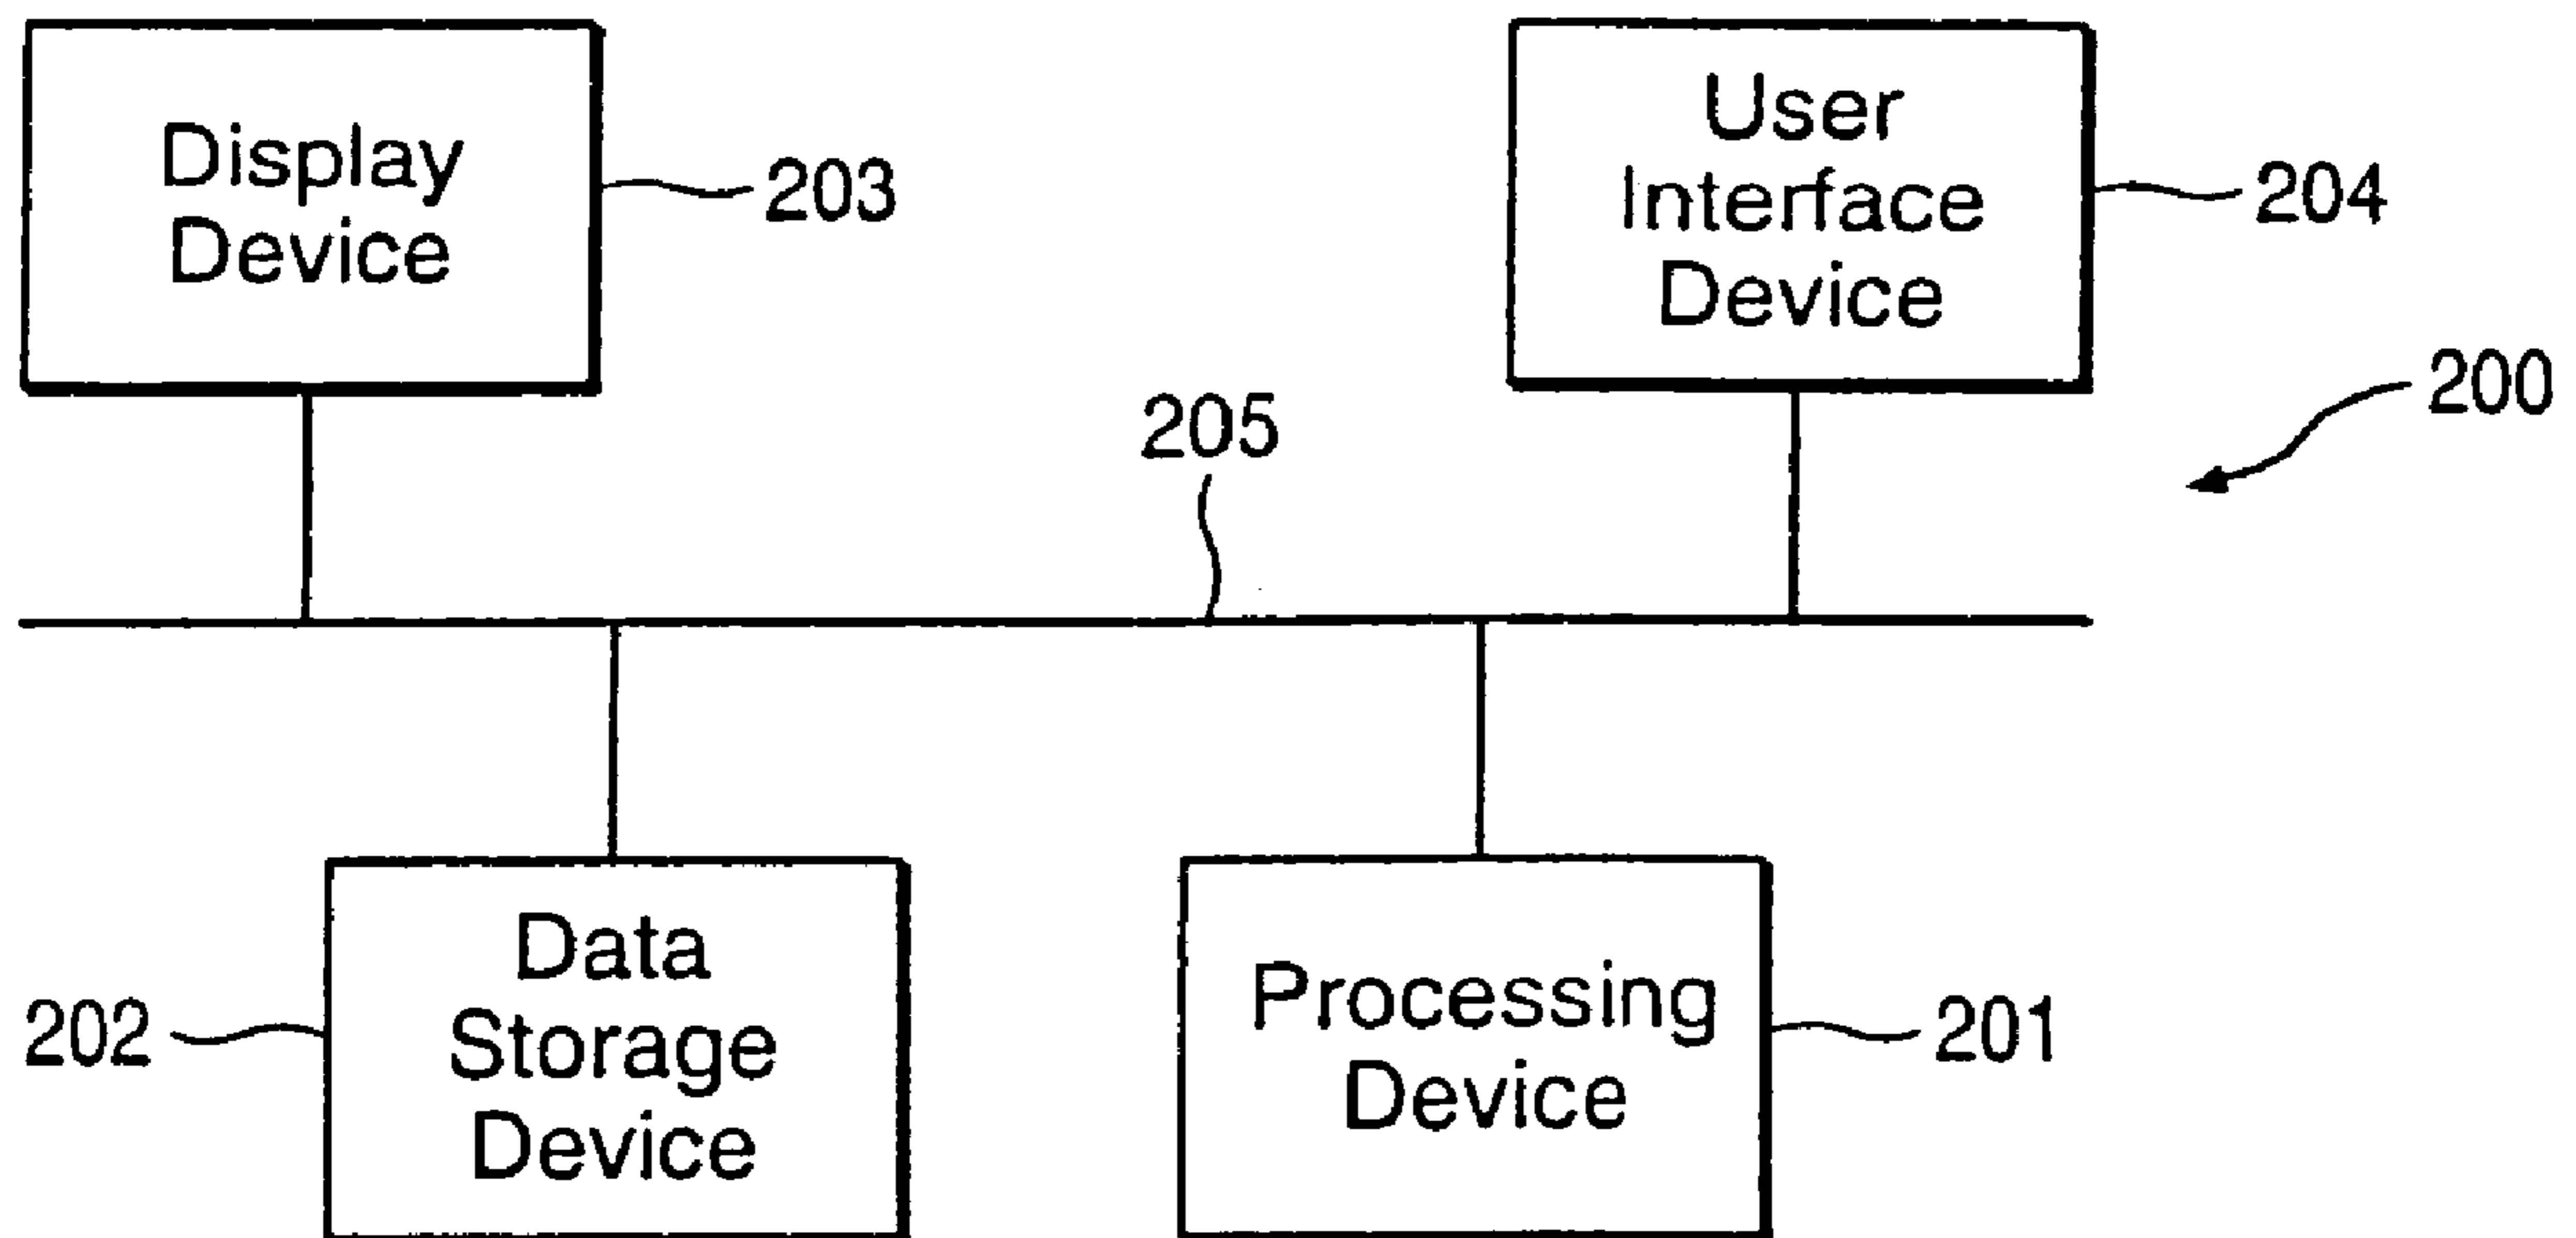 Display
Device
203
User
Interface
Device
204
200
205
Data
Storage
Device
202
Processing
Device
201